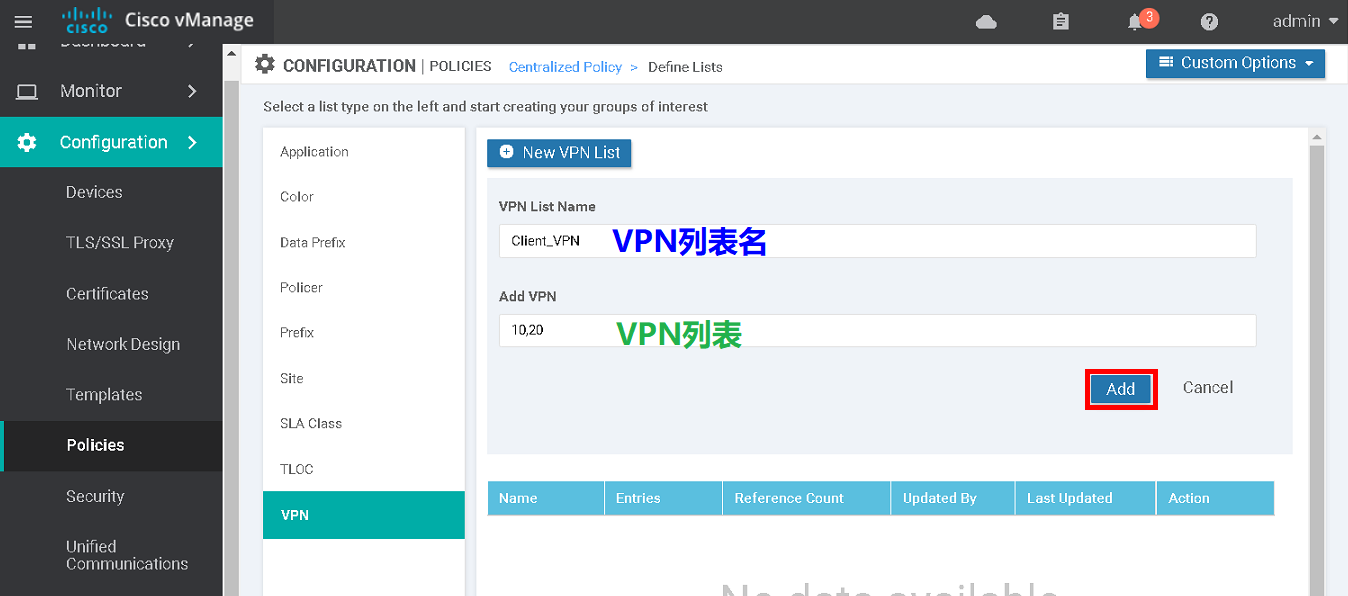 cisco Cisco vManage
3
admin
Dashboard
Monitor
Configuration
Devices
TLS/SSL Proxy
Certificates
Network Design
Templates
Policies
Security
Unified
Communications
CONFIGURATION | POLICIES Centralized Policy > Define Lists
Custom Options
Select a list type on the left and start creating your groups of interest
Application
Color
Data Prefix
Policer
Prefix
Site
SLA Class
TLOC
VPN
New VPN List
VPN List Name
Client_VPN VPN列表名
Add VPN
10,20 VPN列表
Add Cancel
Name Entries Reference Count Updated By Last Updated Action
No data available